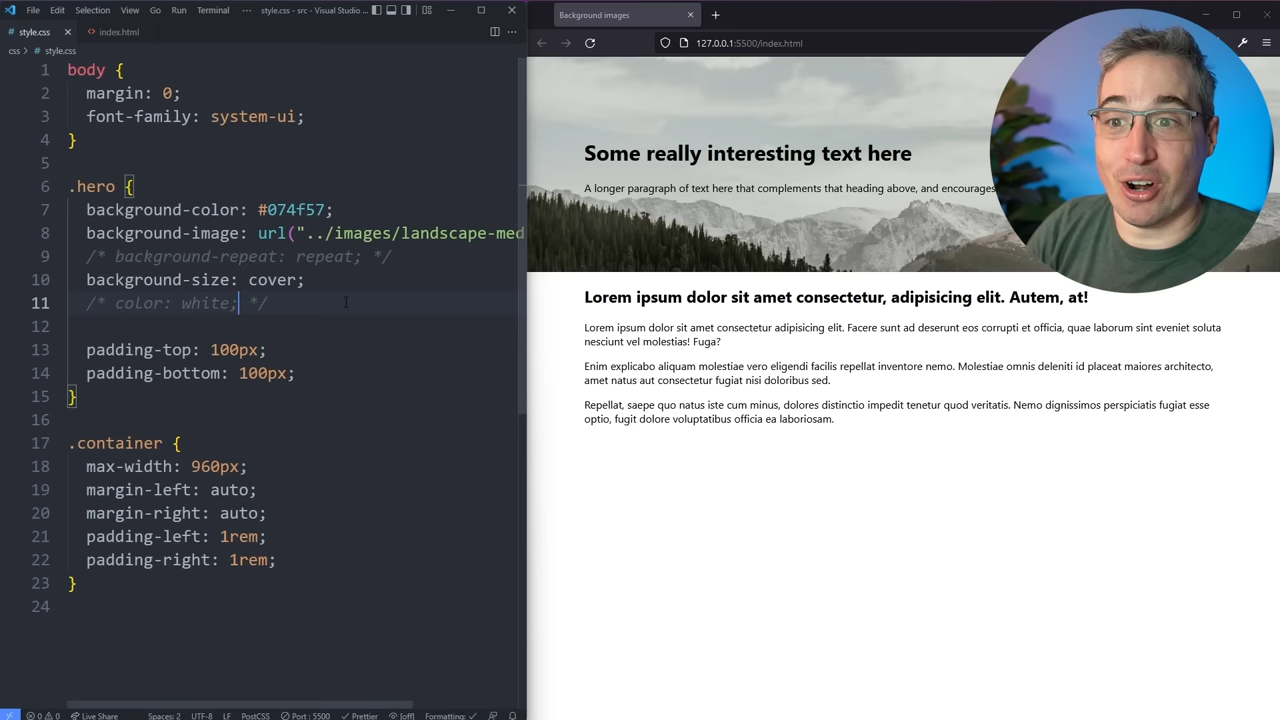 File Edit Selection View Go Run Terminal ··· style.css - src - Visual Studio ...
style.css
index.html
css > style.css
1 body {
2 margin: 0;
3 font-family: system-ui;
4 }
5
6 .hero {
7 background-color: #074f57;
8 background-image: url("../images/landscape-med
9 /* background-repeat: repeat; */
10 background-size: cover;
11 /* color: white; */
12
13 padding-top: 100px;
14 padding-bottom: 100px;
15 }
16
17 .container {
18 max-width: 960px;
19 margin-left: auto;
20 margin-right: auto;
21 padding-left: 1rem;
22 padding-right: 1rem;
23 }
24
0 0 Live Share Spaces: 2 UTF-8 LF PostCSS Port : 5500 Prettier [off] Formatting:
Background images
127.0.0.1:5500/index.html
Some really interesting text here
A longer paragraph of text here that complements that heading above, and encourages
Lorem ipsum dolor sit amet consectetur, adipisicing elit. Autem, at!
Lorem ipsum dolor sit amet consectetur adipisicing elit. Facere sunt ad deserunt eos corrupti et officia, quae laborum sint eveniet soluta
nesciunt vel molestias! Fuga?
Enim explicabo aliquam molestiae vero eligendi facilis repellat inventore nemo. Molestiae omnis deleniti id placeat maiores architecto,
amet natus aut consectetur fugiat nisi doloribus sed.
Repellat, saepe quo natus iste cum minus, dolores distinctio impedit tenetur quod veritatis. Nemo dignissimos perspiciatis fugiat esse
optio, fugit dolore voluptatibus officia ea laboriosam.